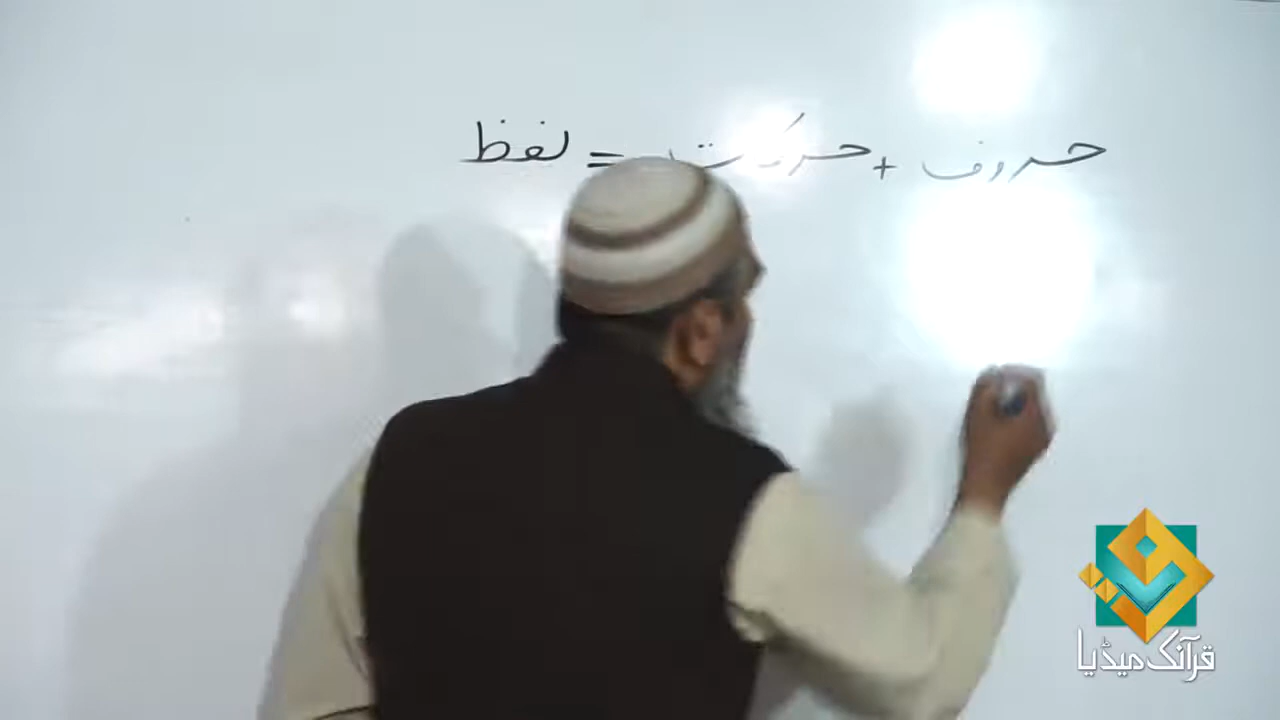 حروف + حرکات = لفظ
قرآنک میڈیا